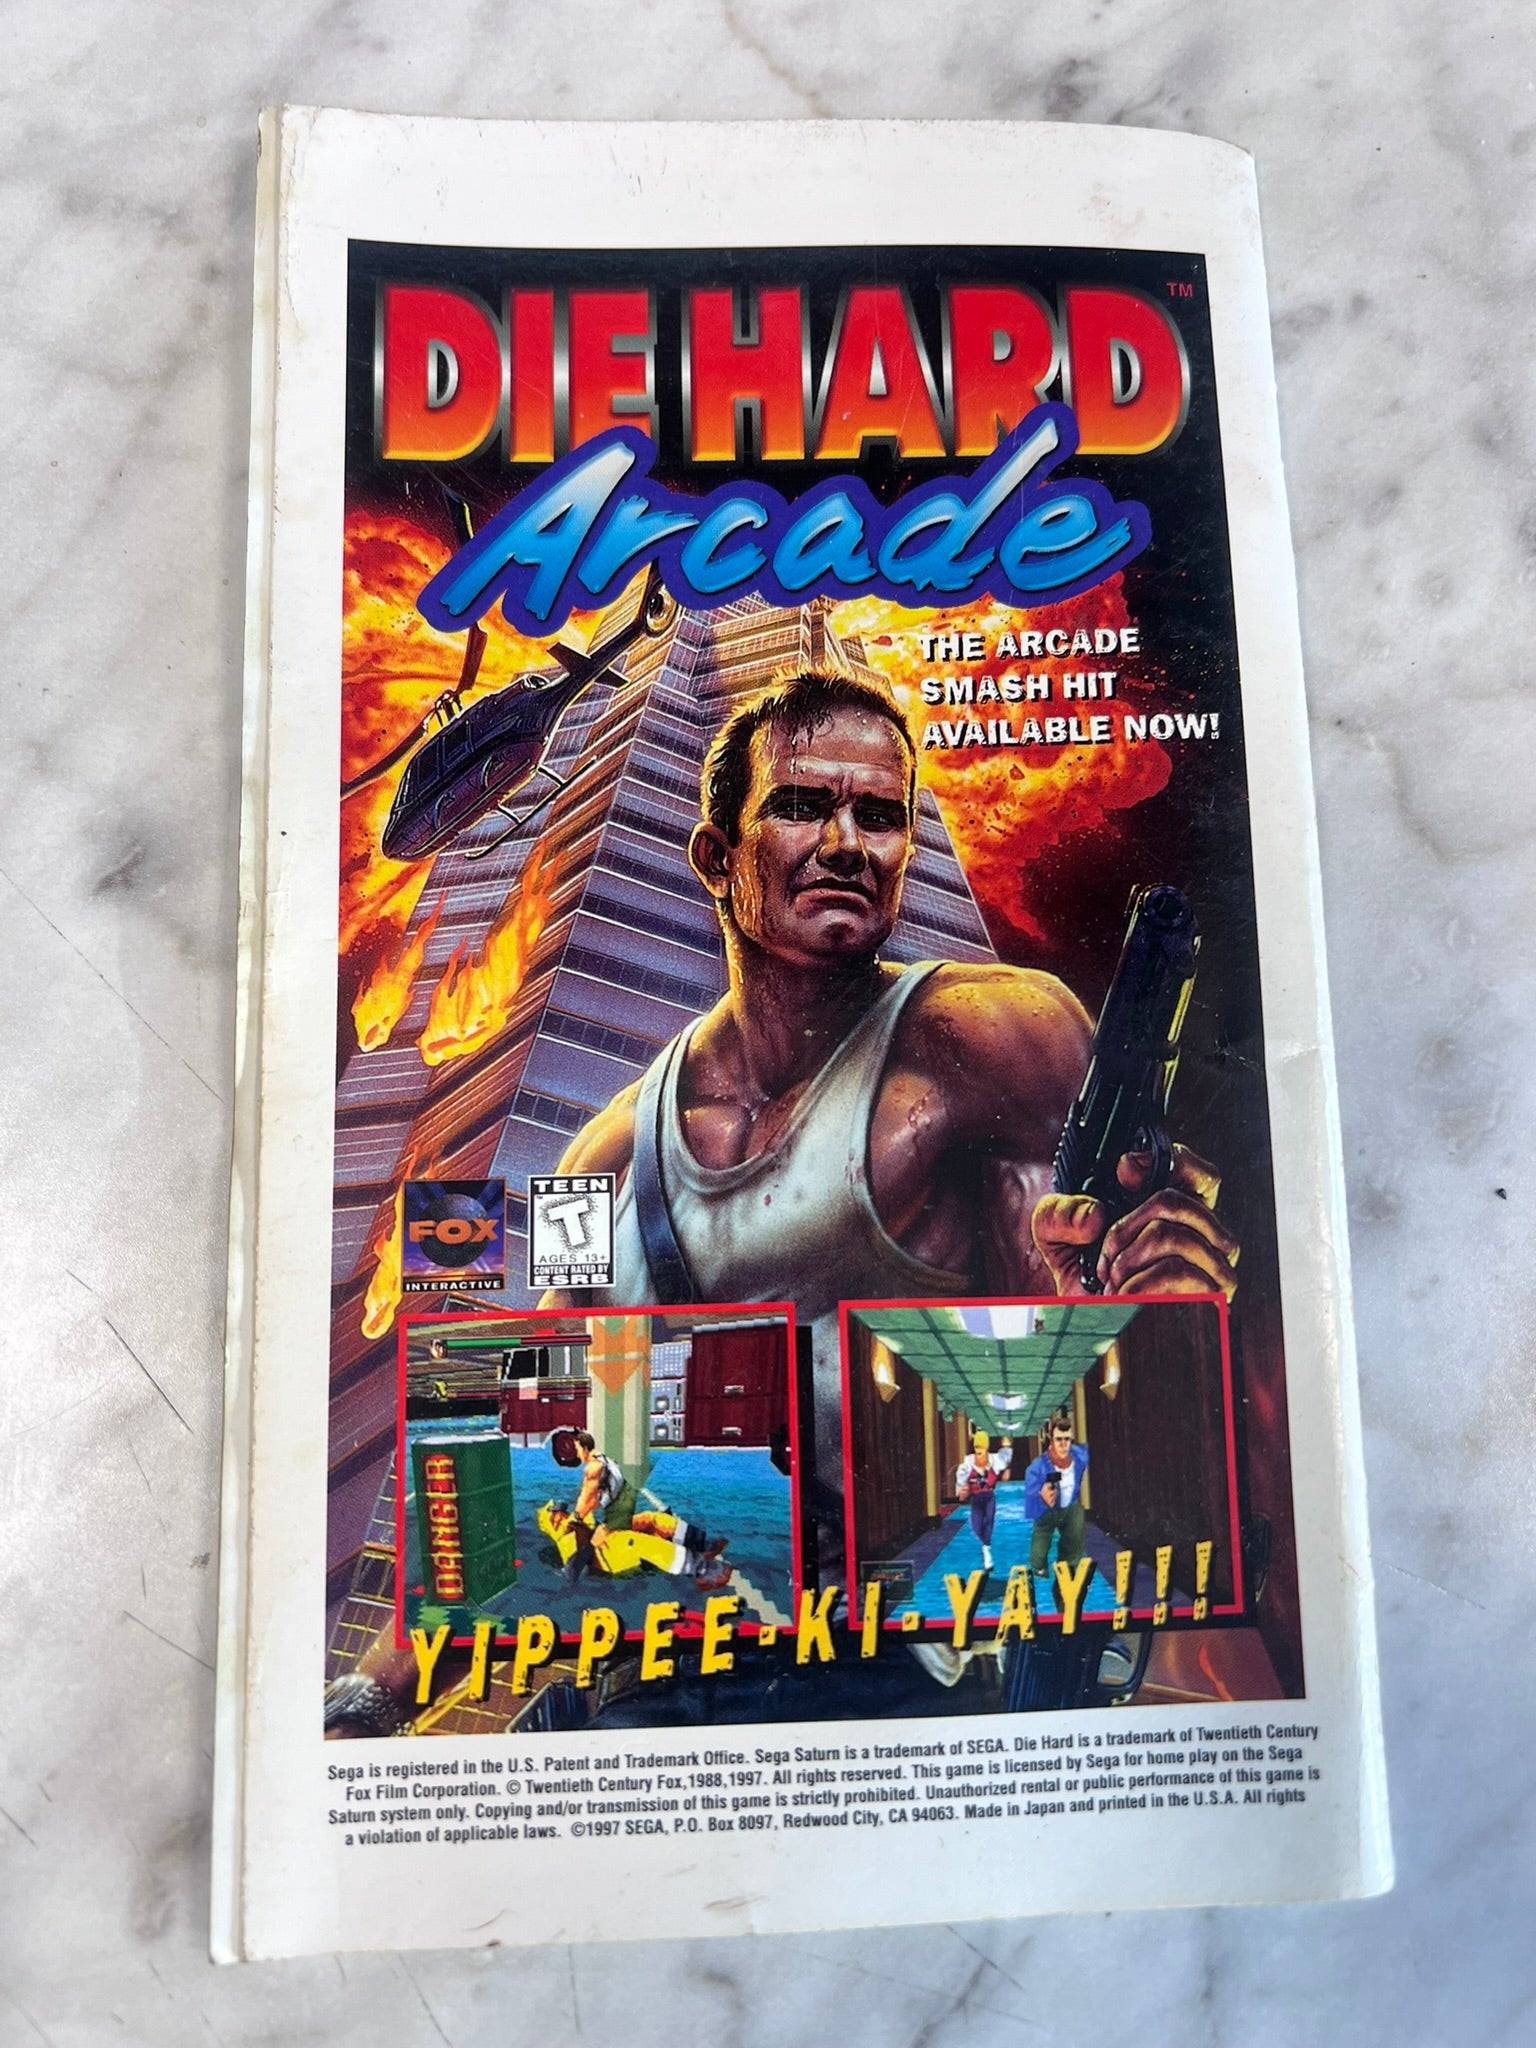 DIE HARD
TM
Arcade
THE ARCADE
SMASH HIT
AVAILABLE NOW!
FOX
INTERACTIVE
TEEN
TM
T
AGES 13+
CONTENT RATED BY
ESRB
DANGER
YIPPEE-KI-YAY!!!
Sega is registered in the U.S. Patent and Trademark Office. Sega Saturn is a trademark of SEGA. Die Hard is a trademark of Twentieth Century
Fox Film Corporation. © Twentieth Century Fox,1988,1997. All rights reserved. This game is licensed by Sega for home play on the Sega
Saturn system only. Copying and/or transmission of this game is strictly prohibited. Unauthorized rental or public performance of this game is
a violation of applicable laws. ©1997 SEGA, P.O. Box 8097, Redwood City, CA 94063. Made in Japan and printed in the U.S.A. All rights